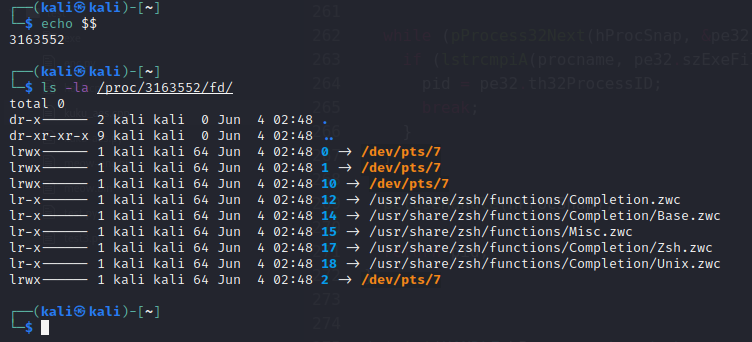 ┌──(kali㉿kali)-[~]
└─$ echo $$
3163552
┌──(kali㉿kali)-[~]
└─$ ls -la /proc/3163552/fd/
total 0
dr-x------ 2 kali kali  0 Jun  4 02:48 .
dr-xr-xr-x 9 kali kali  0 Jun  4 02:48 ..
lrwx------ 1 kali kali 64 Jun  4 02:48 0 -> /dev/pts/7
lrwx------ 1 kali kali 64 Jun  4 02:48 1 -> /dev/pts/7
lrwx------ 1 kali kali 64 Jun  4 02:48 10 -> /dev/pts/7
lr-x------ 1 kali kali 64 Jun  4 02:48 12 -> /usr/share/zsh/functions/Completion.zwc
lr-x------ 1 kali kali 64 Jun  4 02:48 14 -> /usr/share/zsh/functions/Completion/Base.zwc
lr-x------ 1 kali kali 64 Jun  4 02:48 15 -> /usr/share/zsh/functions/Misc.zwc
lr-x------ 1 kali kali 64 Jun  4 02:48 17 -> /usr/share/zsh/functions/Completion/Zsh.zwc
lr-x------ 1 kali kali 64 Jun  4 02:48 18 -> /usr/share/zsh/functions/Completion/Unix.zwc
lrwx------ 1 kali kali 64 Jun  4 02:48 2 -> /dev/pts/7
┌──(kali㉿kali)-[~]
└─$
261
262 (pProcess32Next(hProcSnap,
(lstrcmpiA(procname, pe32
pid = pe32 th32ProcessID;
break;
}
273
274